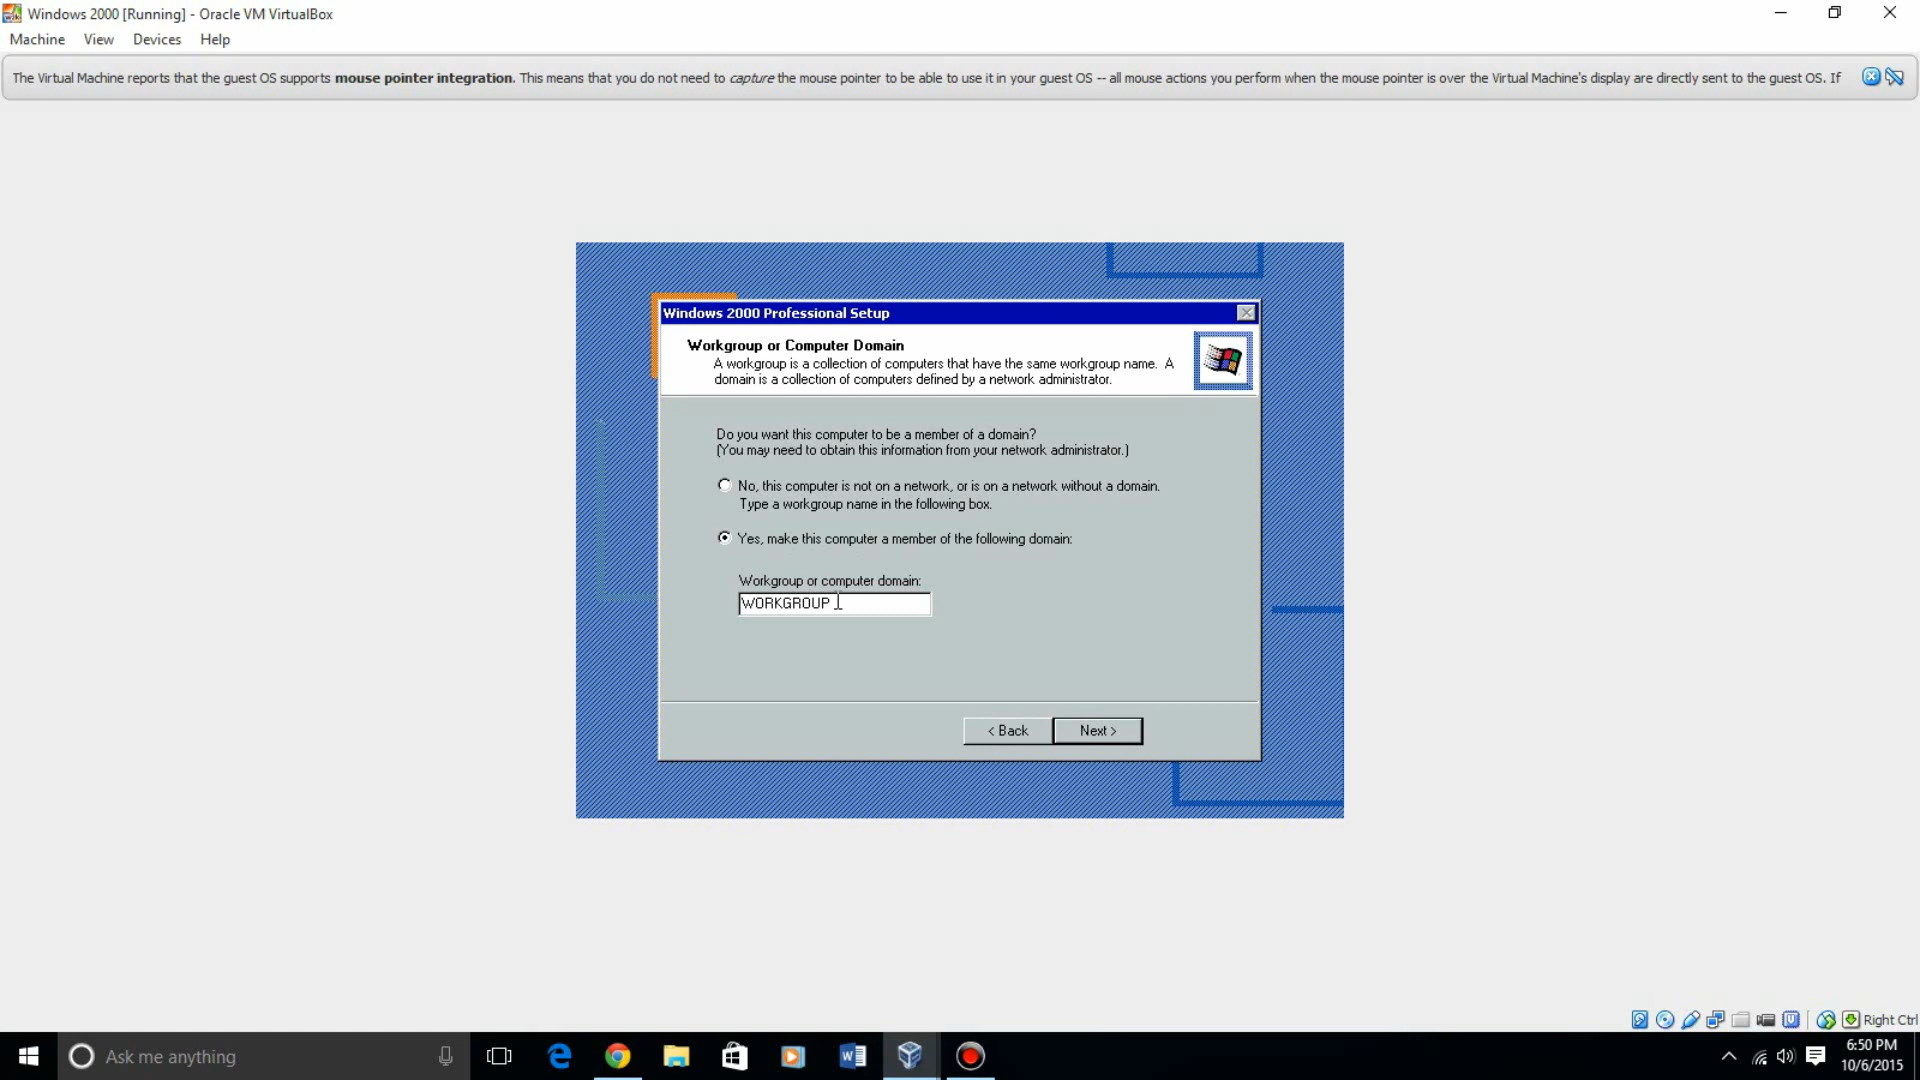 Windows 2000 [Running] - Oracle VM VirtualBox
Machine View Devices Help
The Virtual Machine reports that the guest OS supports mouse pointer integration. This means that you do not need to capture the mouse pointer to be able to use it in your guest OS -- all mouse actions you perform when the mouse pointer is over the Virtual Machine's display are directly sent to the guest OS. If
Windows 2000 Professional Setup
Workgroup or Computer Domain
A workgroup is a collection of computers that have the same workgroup name. A
domain is a collection of computers defined by a network administrator.
Do you want this computer to be a member of a domain?
(You may need to obtain this information from your network administrator.)
No, this computer is not on a network, or is on a network without a domain.
Type a workgroup name in the following box.
Yes, make this computer a member of the following domain:
Workgroup or computer domain:
WORKGROUP
< Back Next >
Right Ctrl
Ask me anything
6:50 PM
10/6/2015